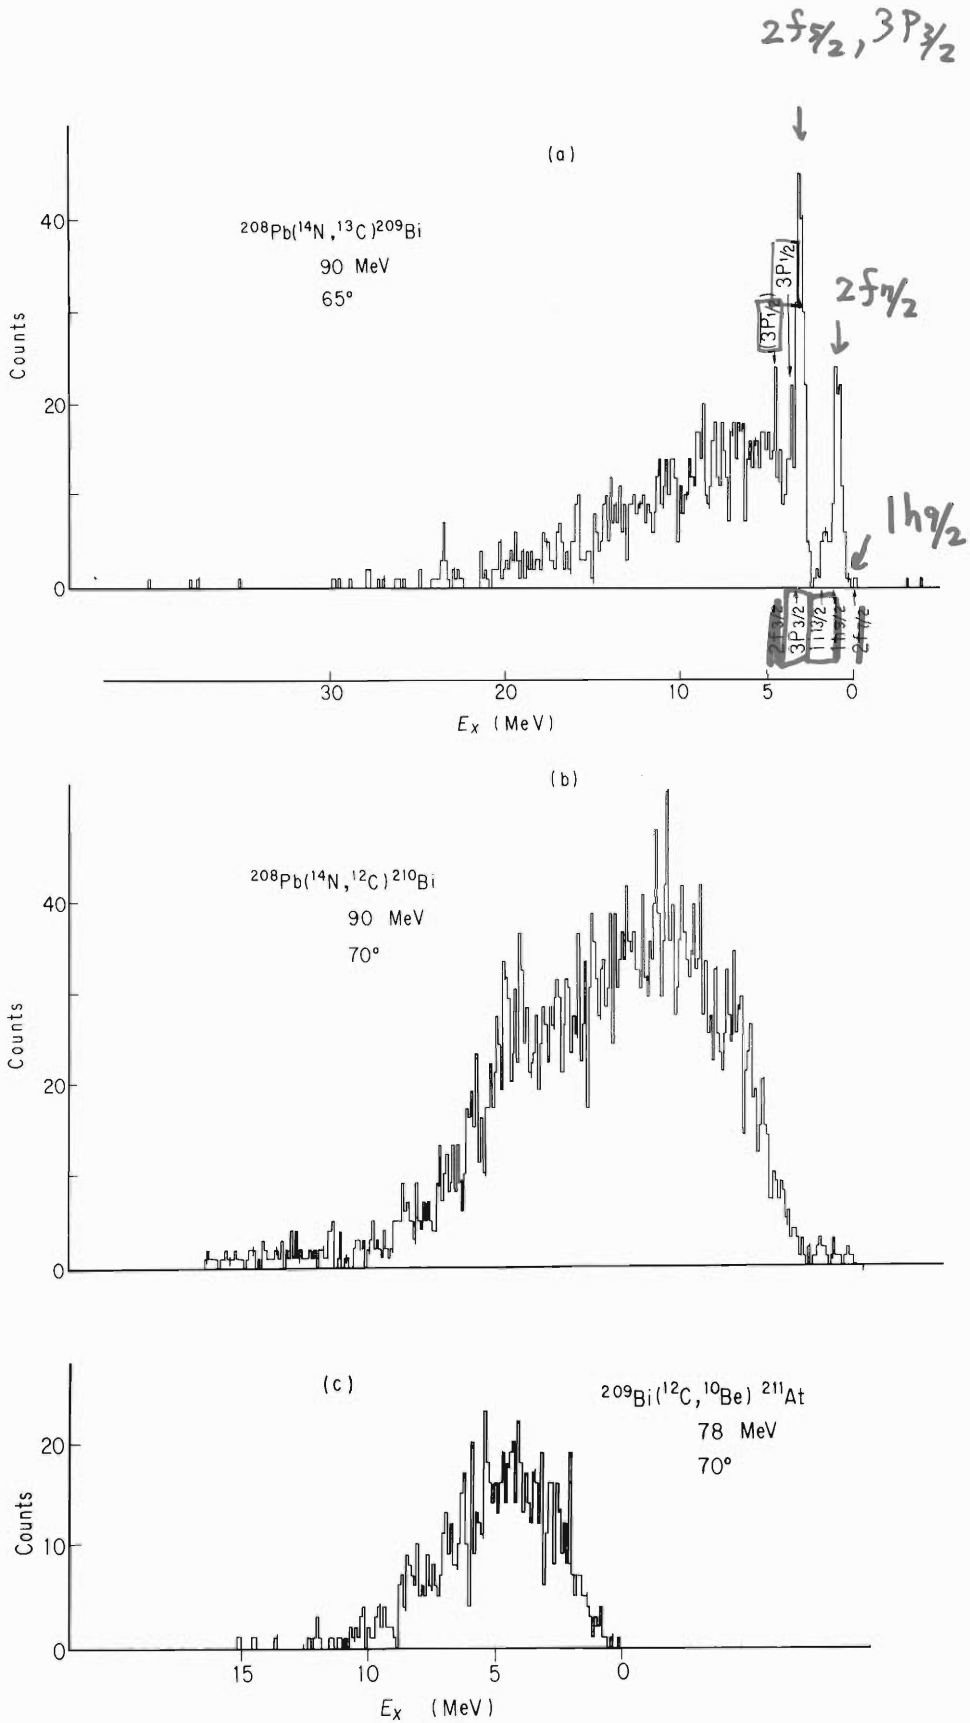 2f5/2, 3P3/2
↓
(a)
40
²⁰⁸Pb(¹⁴N,¹³C)²⁰⁹Bi
90 MeV
65°
3P1/2
2f7/2
↓
(3P1/2)
Counts
20
1h9/2
0
3P3/2
1i13/2
1h9/2
2f7/2
30
20
10
5
0
Eₓ (MeV)
(b)
²⁰⁸Pb(¹⁴N,¹²C)²¹⁰Bi
90 MeV
70°
40
Counts
20
0
(c)
²⁰⁹Bi(¹²C,¹⁰Be) ²¹¹At
78 MeV
70°
20
Counts
10
0
15
10
5
0
Eₓ (MeV)